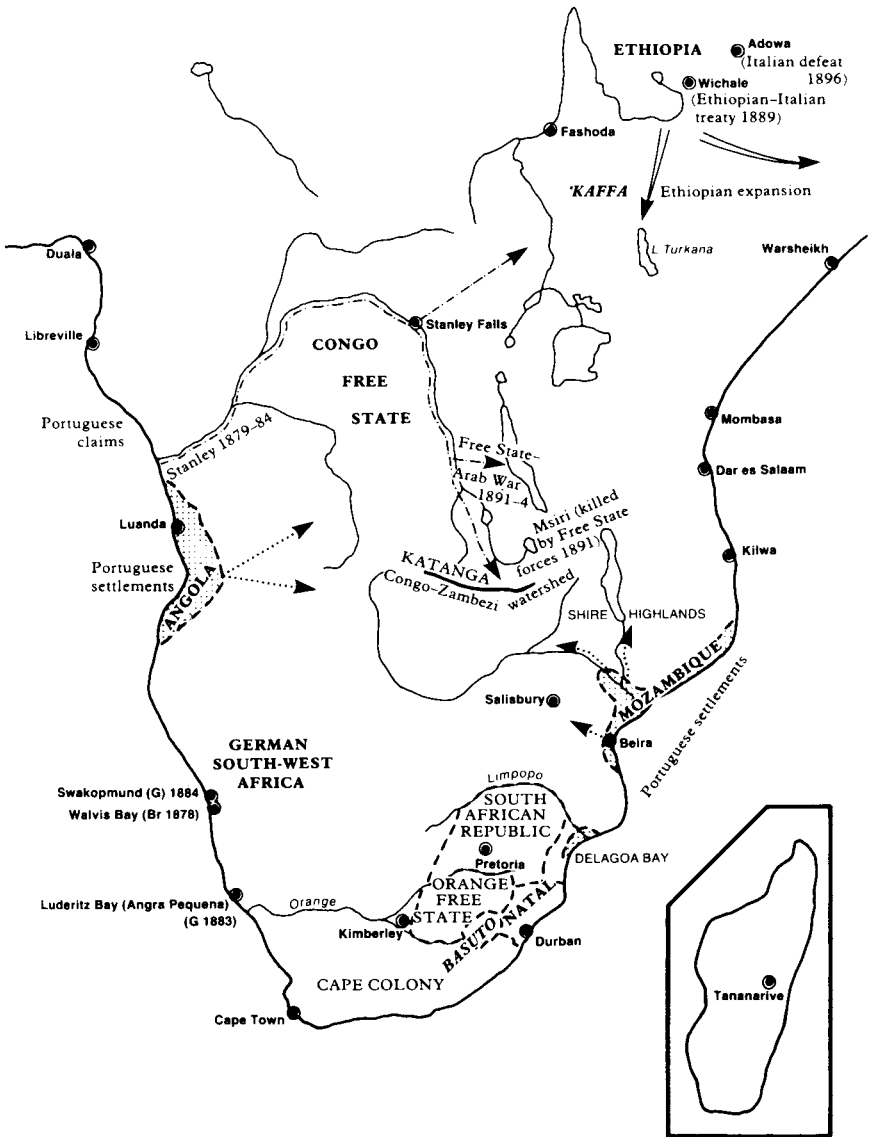 ETHIOPIA
Adowa
(Italian defeat
1896)
Wichale
(Ethiopian–Italian
treaty 1889)
Fashoda
'KAFFA
Ethiopian expansion
L Turkana
Duala
Warsheikh
Libreville
Stanley Falls
CONGO
FREE
STATE
Portuguese
claims
Stanley 1879–84
Mombasa
Free State–
Arab War
1891–4
Dar es Salaam
Msiri (killed
by Free State
forces 1891)
Luanda
Kilwa
Portuguese
settlements
ANGOLA
KATANGA
Congo–Zambezi watershed
SHIRE HIGHLANDS
MOZAMBIQUE
Portuguese settlements
Salisbury
Beira
GERMAN
SOUTH-WEST
AFRICA
Swakopmund (G) 1884
Walvis Bay (Br 1878)
Limpopo
SOUTH
AFRICAN
REPUBLIC
Pretoria
DELAGOA BAY
Luderitz Bay (Angra Pequena)
(G 1883)
Orange
ORANGE
FREE
STATE
Kimberley
BASUTO
NATAL
Durban
CAPE COLONY
Cape Town
Tananarive